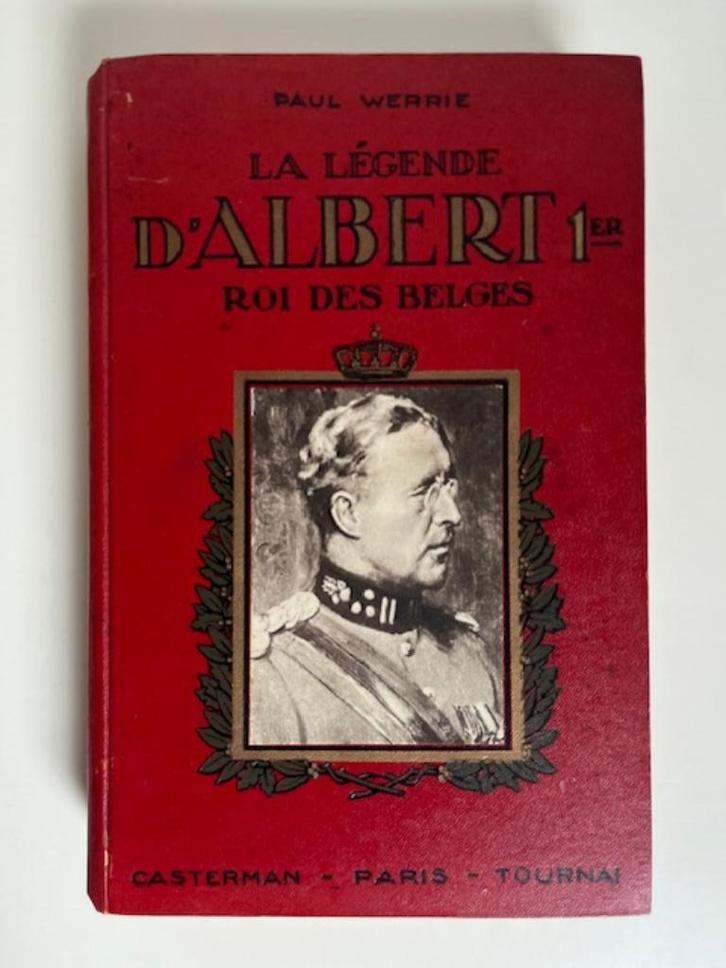 PAUL WERRIE
LA LÉGENDE
D'ALBERT 1ER
ROI DES BELGES
CASTERMAN - PARIS - TOURNAI